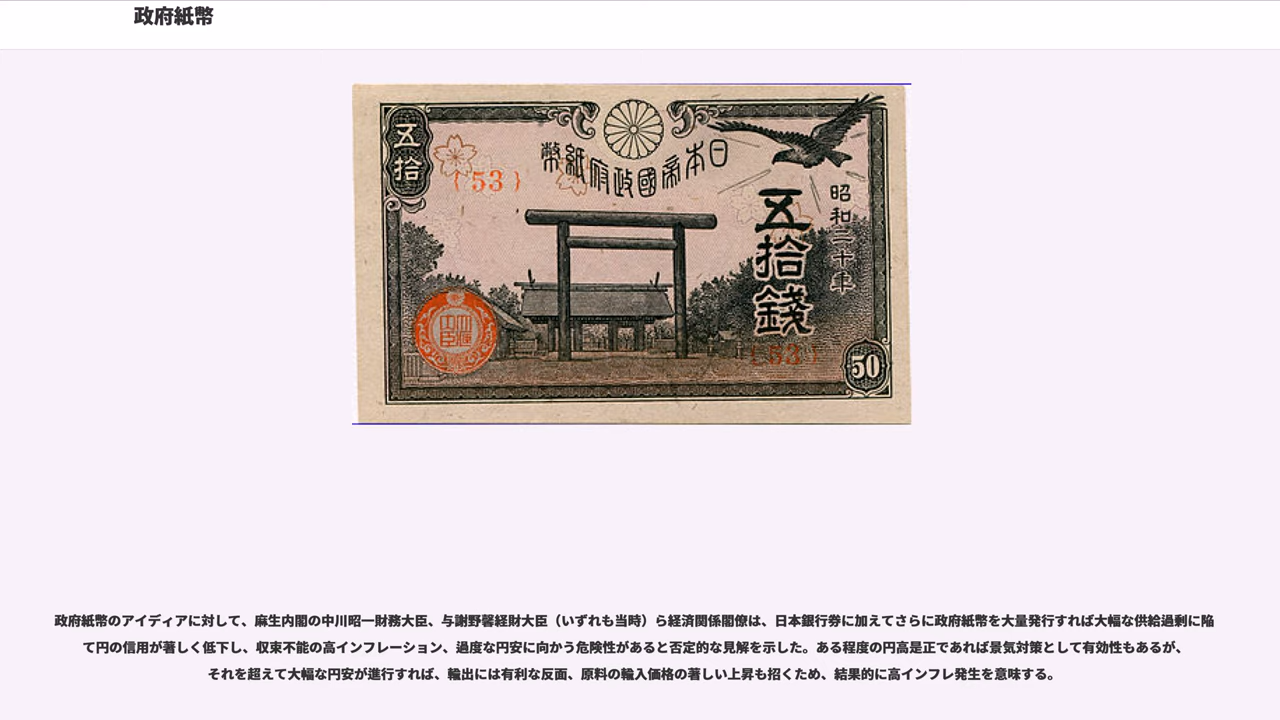 政府紙幣
五拾
日本帝國政府紙幣
{53}
昭和二十年
五拾錢
{53}
大藏大臣
50
政府紙幣のアイディアに対して、麻生内閣の中川昭一財務大臣、与謝野馨経財大臣（いずれも当時）ら経済関係閣僚は、日本銀行券に加えてさらに政府紙幣を大量発行すれば大幅な供給過剰に陥
て円の信用が著しく低下し、収束不能の高インフレーション、過度な円安に向かう危険性があると否定的な見解を示した。ある程度の円高是正であれば景気対策として有効性もあるが、
それを超えて大幅な円安が進行すれば、輸出には有利な反面、原料の輸入価格の著しい上昇も招くため、結果的に高インフレ発生を意味する。